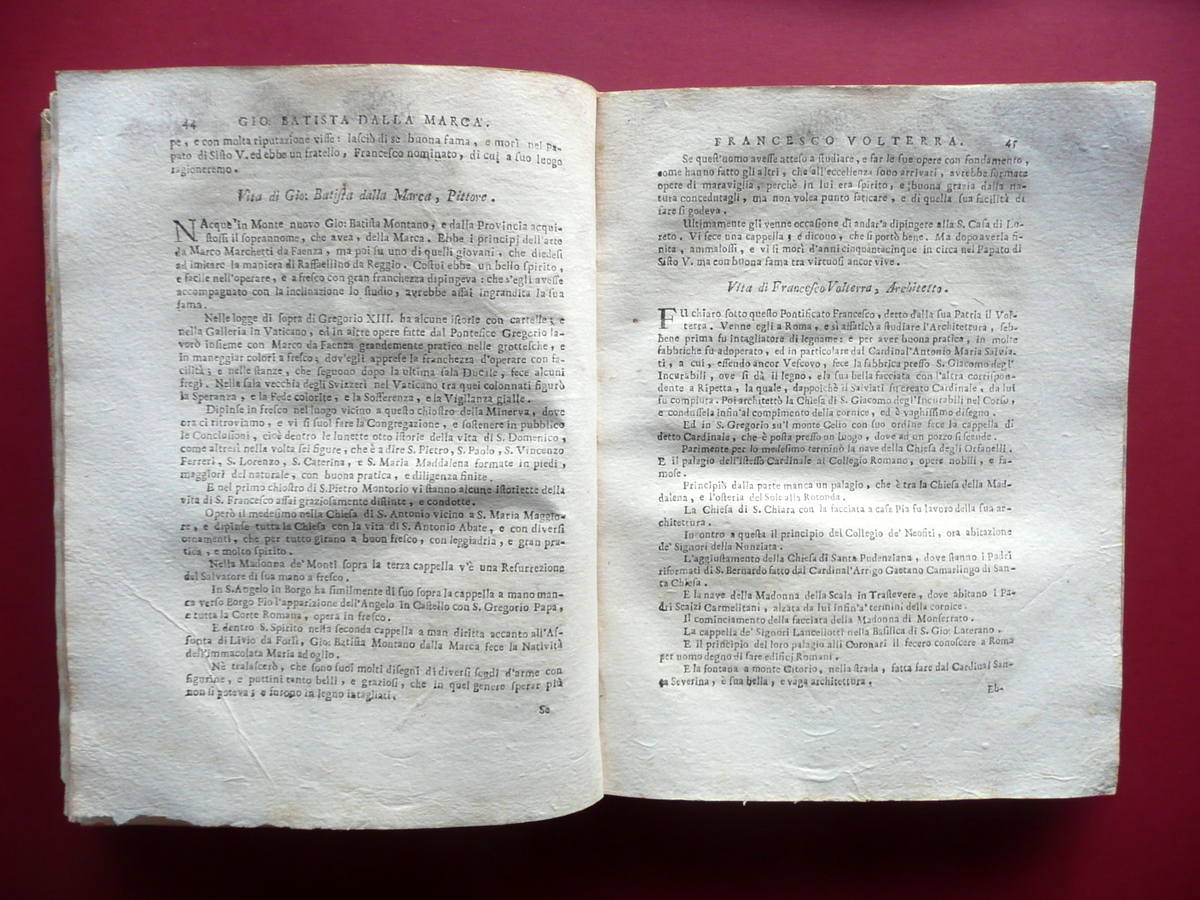 44 GIO: BATISTA DALLA MARCA.
pe, e con molta riputazione visse: lasciò di se buona fama, e morì nel Pa-
pato di Sisto V. ed ebbe un fratello, Francesco nominato, di cui a suo luogo
ragioneremo.
Vita di Gio: Batista dalla Marca, Pittore.
NAcque in Monte nuovo Gio: Batista Montano, e dalla Provincia acqui-
stossi il soprannome, che avea, della Marca. Ebbe i principj dell'arte
da Marco Marchetti da Faenza, ma poi fu uno di quelli giovani, che diedesi
ad imitare la maniera di Raffaellino da Reggio. Costui ebbe un bello spirito,
e facile nell'operare, e a fresco con gran franchezza dipingeva: che s'egli avesse
accompagnato con la inclinazione lo studio, avrebbe assai ingrandita la sua
fama.
Nelle logge di sopra di Gregorio XIII. ha alcune istorie con cartelle; e
nella Galleria in Vaticano, ed in altre opere fatte dal Pontefice Gregorio la-
vorò insieme con Marco da Faenza grandemente pratico nelle grottesche, e
in maneggiar colori a fresco; dov'egli apprese la franchezza d'operare con fa-
cilità; e nelle stanze, che seguono dopo la ultima sala Ducale, fece alcuni
fregi. Nella sala vecchia degli Svizzeri nel Vaticano tra quei colonnati figurò
la Speranza, e la Fede colorite, e la Sofferenza, e la Vigilanza gialle.
Dipinse in fresco nel luogo vicino a questo chiostro della Minerva, dove
ora ci ritroviamo, e vi si suol fare la Congregazione, e sostenere in pubblico
le Conclusioni, cioè dentro le lunette otto istorie della vita di S. Domenico,
come altresì nella volta sei figure, che è a dire S. Pietro, S. Paolo, S. Vincenzo
Ferreri, S. Lorenzo, S. Caterina, e S. Maria Maddalena formate in piedi,
maggiori del naturale, con buona pratica, e diligenza finite.
E nel primo chiostro di S. Pietro Montorio vi stanno alcune istoriette della
vita di S. Francesco assai graziosamente distinte, e condotte.
Operò il medesimo nella Chiesa di S. Antonio vicino a S. Maria Maggio-
re, e dipinse tutta la Chiesa con la vita di S. Antonio Abate, e con diversi
ornamenti, che per tutto girano a buon fresco, con leggiadria, e gran pra-
tica, e molto spirito.
Nella Madonna de' Monti sopra la terza cappella v'è una Resurrezione
del Salvatore di sua mano a fresco.
In S. Angelo in Borgo ha similmente di suo sopra la cappella a mano man-
ca verso Borgo Pio l'apparizione dell'Angelo in Castello con S. Gregorio Papa,
e tutta la Corte Romana, opera in fresco.
E dentro S. Spirito nella seconda cappella a man diritta accanto all'As-
sonta di Livio da Forlì, Gio: Batista Montano dalla Marca fece la Natività
dell'Immacolata Maria ad oglio.
Nè tralascerò, che sono suoi molti disegni di diversi scudi d'arme con
figurine, e puttini tanto belli, e graziosi, che in quel genere sperar più
non si poteva; e furono in legno intagliati.
Se
FRANCESCO VOLTERRA. 45
Se quest'uomo avesse atteso a studiare, e far le sue opere con fondamento,
come hanno fatto gli altri, che all'eccellenza sono arrivati, avrebbe formate
opere di maraviglia, perchè in lui era spirito, e buona grazia dalla na-
tura concedutagli, ma non volea punto faticare, e di quella sua facilità di
fare si godeva.
Ultimamente gli venne occasione di andar'a dipingere alla S. Casa di Lo-
reto. Vi fece una cappella; e dicono, che si portò bene. Ma dopo averla fi-
nita, ammalossi, e vi si morì d'anni cinquintacinque in circa nel Papato di
Sisto V. ma con buona fama tra virtuosi ancor vive.
Vita di Francesco Volterra, Architetto.
FU chiaro sotto questo Pontificato Francesco, detto dalla sua Patria il Vol-
terra. Venne egli a Roma, e si affaticò a studiare l'Architettura, seb-
bene prima fu intagliatore di legname: e per aver buona pratica, in molte
fabbriche fu adoperato, ed in particolare dal Cardinal'Antonio Maria Salvia-
ti, a cui, essendo ancor Vescovo, fece la fabbrica presso S. Giacomo degl'
Incurabili, ove si dà il legno, e la sua bella facciata con l'altra corrispon-
dente a Ripetta, la quale, dappoichè il Salviati fu creato Cardinale, da lui
fu compiuta. Poi architettò la Chiesa di S. Giacomo degl'Incurabili nel Corso,
e condussela infin'al compimento della cornice, ed è vaghissimo disegno.
Ed in S. Gregorio su'l monte Celio con suo ordine fece la cappella di
detto Cardinale, che è posta presso un luogo, dove ad un pozzo si scende.
Parimente per lo medesimo terminò la nave della Chiesa degli Orfanelli.
E il palagio dell'istesso Cardinale al Collegio Romano, opere nobili, e fa-
mose.
Principiò dalla parte manca un palagio, che è tra la Chiesa della Mad-
dalena, e l'osteria del Sole alla Rotonda.
La Chiesa di S. Chiara con la facciata a case Pia fu lavoro della sua ar-
chitettura.
Incontro a questa il principio del Collegio de' Neofiti, ora abitazione
de' Signori della Nunziata.
L'aggiustamento della Chiesa di Santa Pudenziana, dove stanno i Padri
riformati di S. Bernardo fatto dal Cardinal'Arrigo Gaetano Camarlingo di San-
ta Chiesa.
E la nave della Madonna della Scala in Trastevere, dove abitano i Pa-
dri Scalzi Carmelitani, alzata da lui infin'a' termini della cornice.
Il cominciamento della facciata della Madonna di Monserrato.
La cappella de' Signori Lancellotti nella Basilica di S. Gio: Laterano.
E il principio del loro palagio alli Coronari il fecero conoscere a Roma
per uomo degno di fare edificj Romani.
E la fontana a monte Citorio, nella strada, fatta fare dal Cardinal San-
ta Severina, è sua bella, e vaga architettura.
Eb-